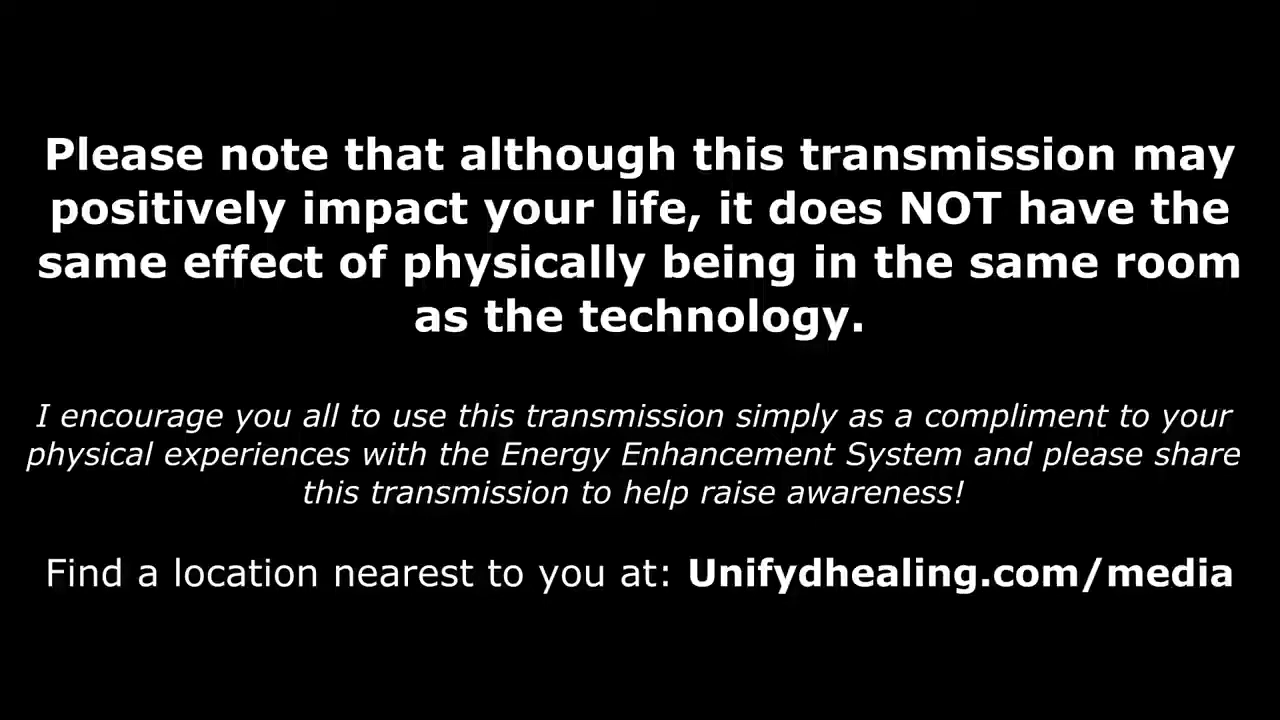 Please note that although this transmission may
positively impact your life, it does NOT have the
same effect of physically being in the same room
as the technology.
I encourage you all to use this transmission simply as a compliment to your
physical experiences with the Energy Enhancement System and please share
this transmission to help raise awareness!
Find a location nearest to you at: Unifydhealing.com/media